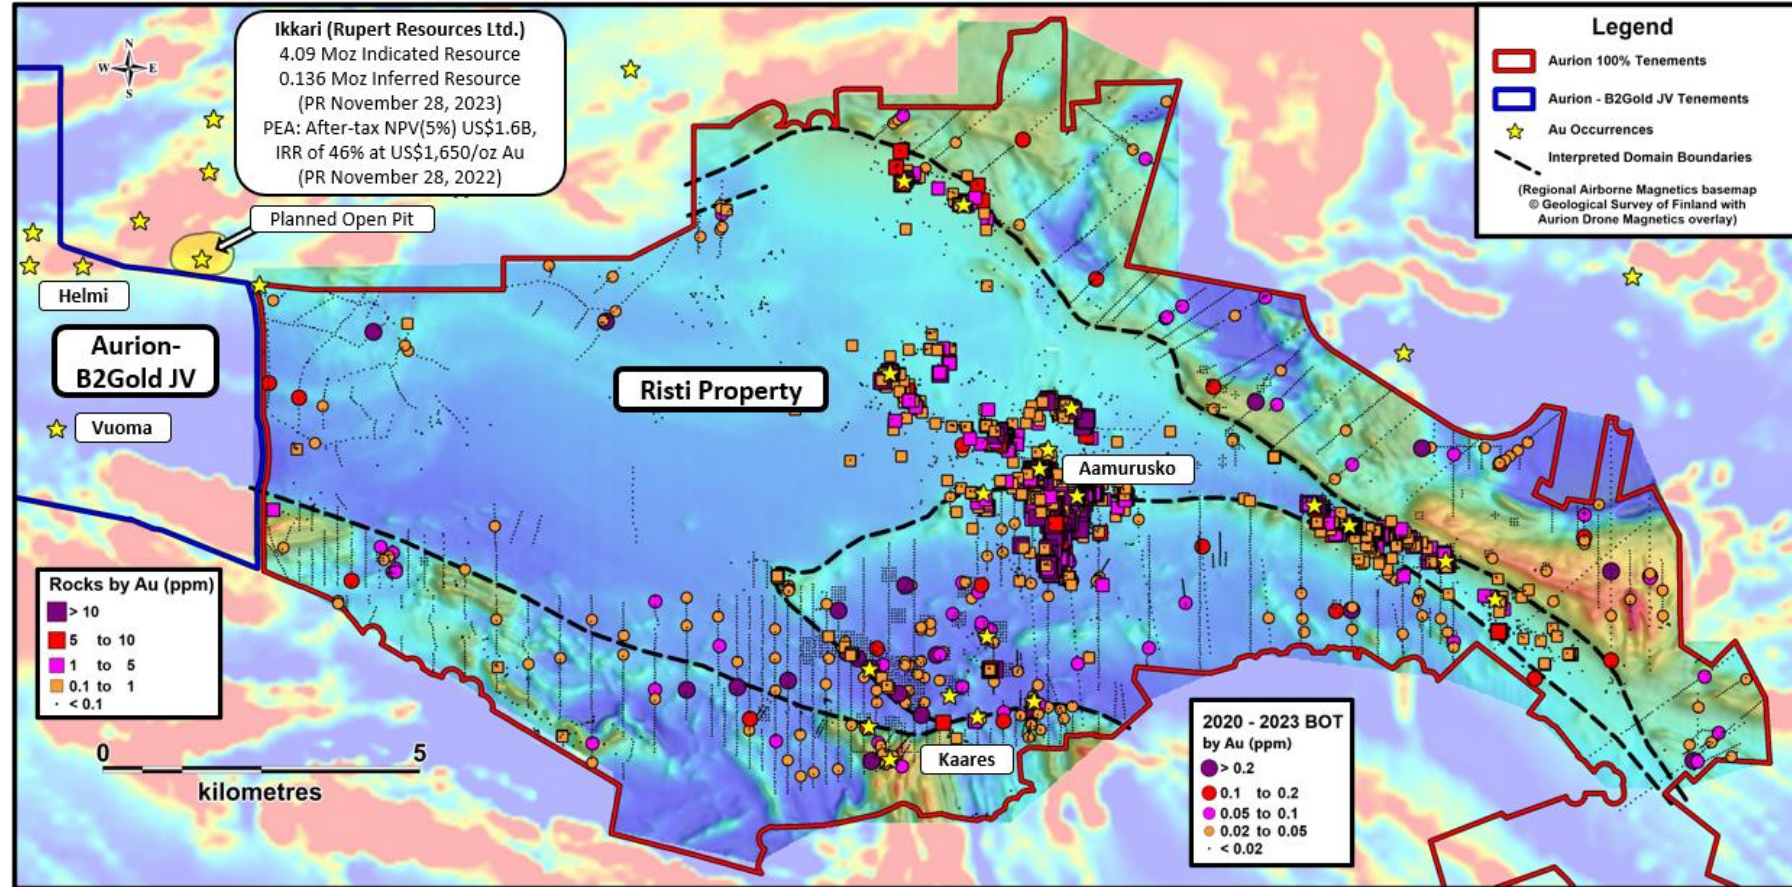 Ikkari (Rupert Resources Ltd.)
4.09 Moz Indicated Resource
0.136 Moz Inferred Resource
(PR November 28, 2023)
PEA: After-tax NPV(5%) US$1.6B,
IRR of 46% at US$1,650/oz Au
(PR November 28, 2022)
N
W
E
S
Planned Open Pit
Helmi
Aurion-
B2Gold JV
Vuoma
Risti Property
Aamurusko
Kaares
Legend
Aurion 100% Tenements
Aurion - B2Gold JV Tenements
Au Occurrences
Interpreted Domain Boundaries
(Regional Airborne Magnetics basemap
© Geological Survey of Finland with
Aurion Drone Magnetics overlay)
Rocks by Au (ppm)
> 10
5 to 10
1 to 5
0.1 to 1
< 0.1
0 5
kilometres
2020 - 2023 BOT
by Au (ppm)
> 0.2
0.1 to 0.2
0.05 to 0.1
0.02 to 0.05
< 0.02